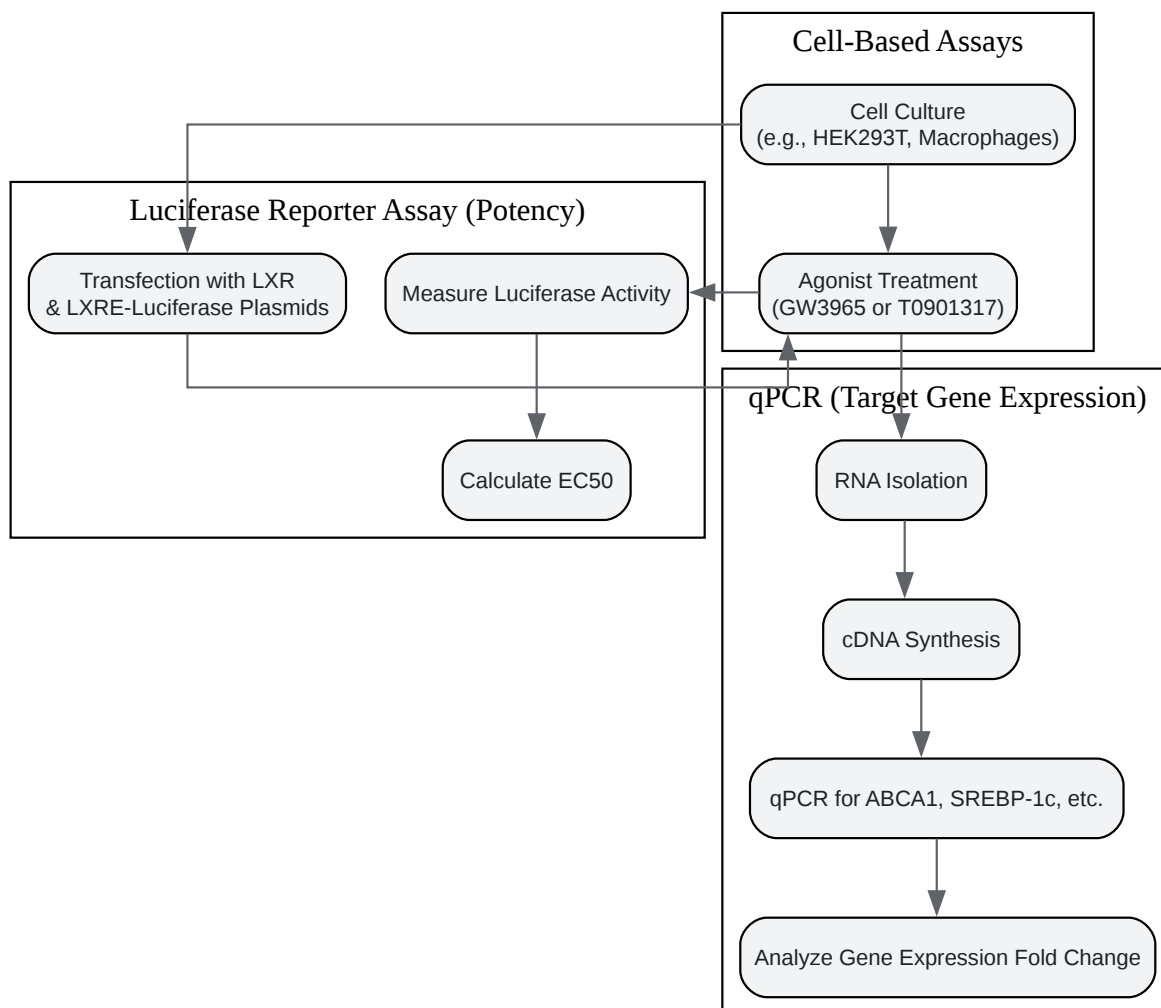 Cell-Based Assays
Cell Culture
(e.g., HEK293T, Macrophages)
Luciferase Reporter Assay (Potency)
Transfection with LXR
& LXRE-Luciferase Plasmids
Measure Luciferase Activity
Agonist Treatment
(GW3965 or T0901317)
qPCR (Target Gene Expression)
Calculate EC50
RNA Isolation
cDNA Synthesis
qPCR for ABCA1, SREBP-1c, etc.
Analyze Gene Expression Fold Change